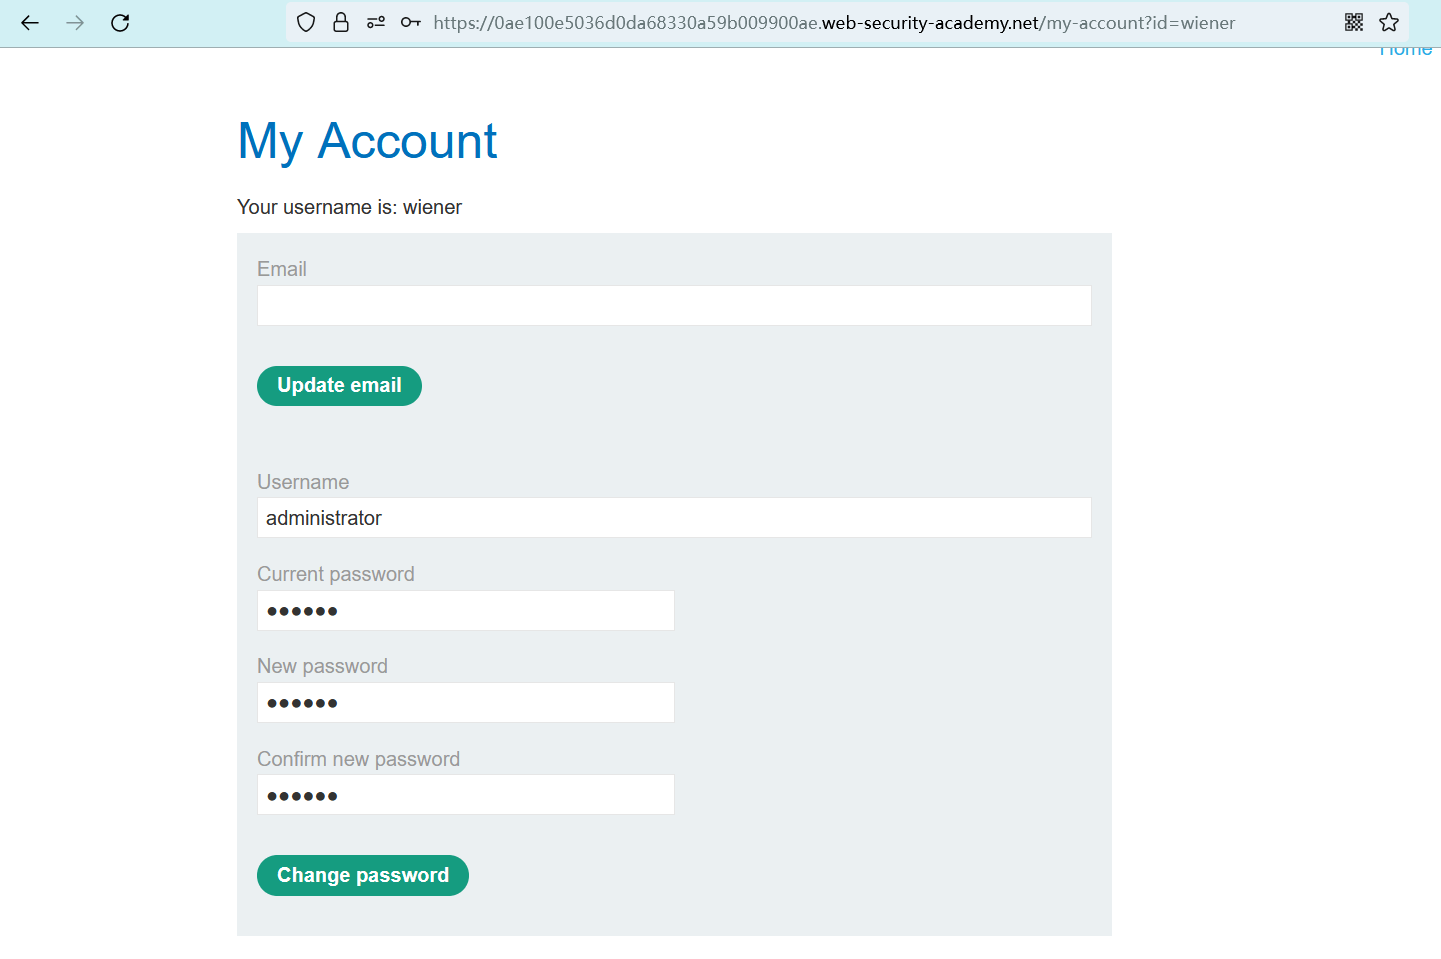 https://0ae100e5036d0da68330a59b009900ae.web-security-academy.net/my-account?id=wiener
Home
My Account
Your username is: wiener
Email
Update email
Username
administrator
Current password
●●●●●●
New password
●●●●●●
Confirm new password
●●●●●●
Change password